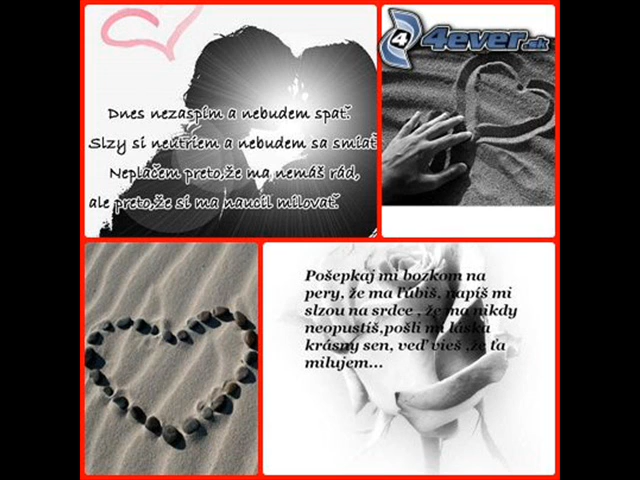 Dnes nezaspím a nebudem spať.
Slzy si neutriem a nebudem sa smiať
Neplačem preto,že ma nemáš rád,
ale preto,že si ma naučil milovať.
4ever.sk
Pošepkaj mi bozkom na
pery, že ma ľúbiš, napíš mi
slzou na srdce , že ma nikdy
neopustíš,pošli mi láska
krásny sen, veď vieš ,že ťa
milujem...